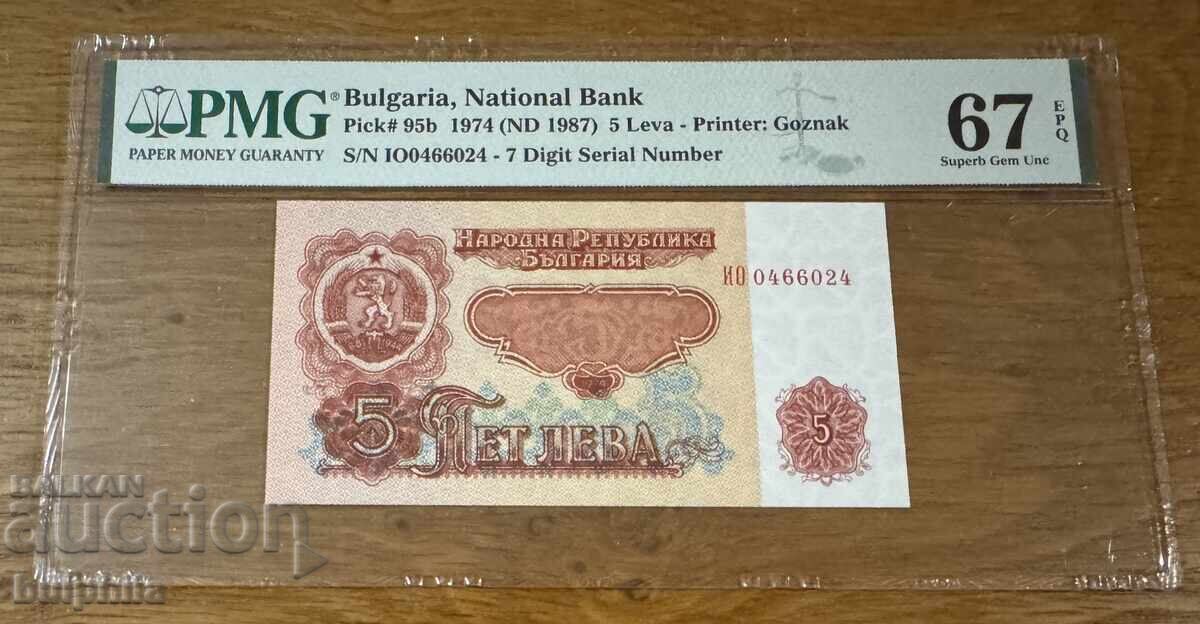 PMG®
PAPER MONEY GUARANTY
Bulgaria, National Bank
Pick# 95b 1974 (ND 1987) 5 Leva - Printer: Goznak
S/N IO0466024 - 7 Digit Serial Number
67
EPQ
Superb Gem Unc
НАРОДНА РЕПУБЛИКА
БЪЛГАРИЯ
ИО 0466024
5 ПЕТ ЛЕВА
5
BALKAN
auction
bulphila